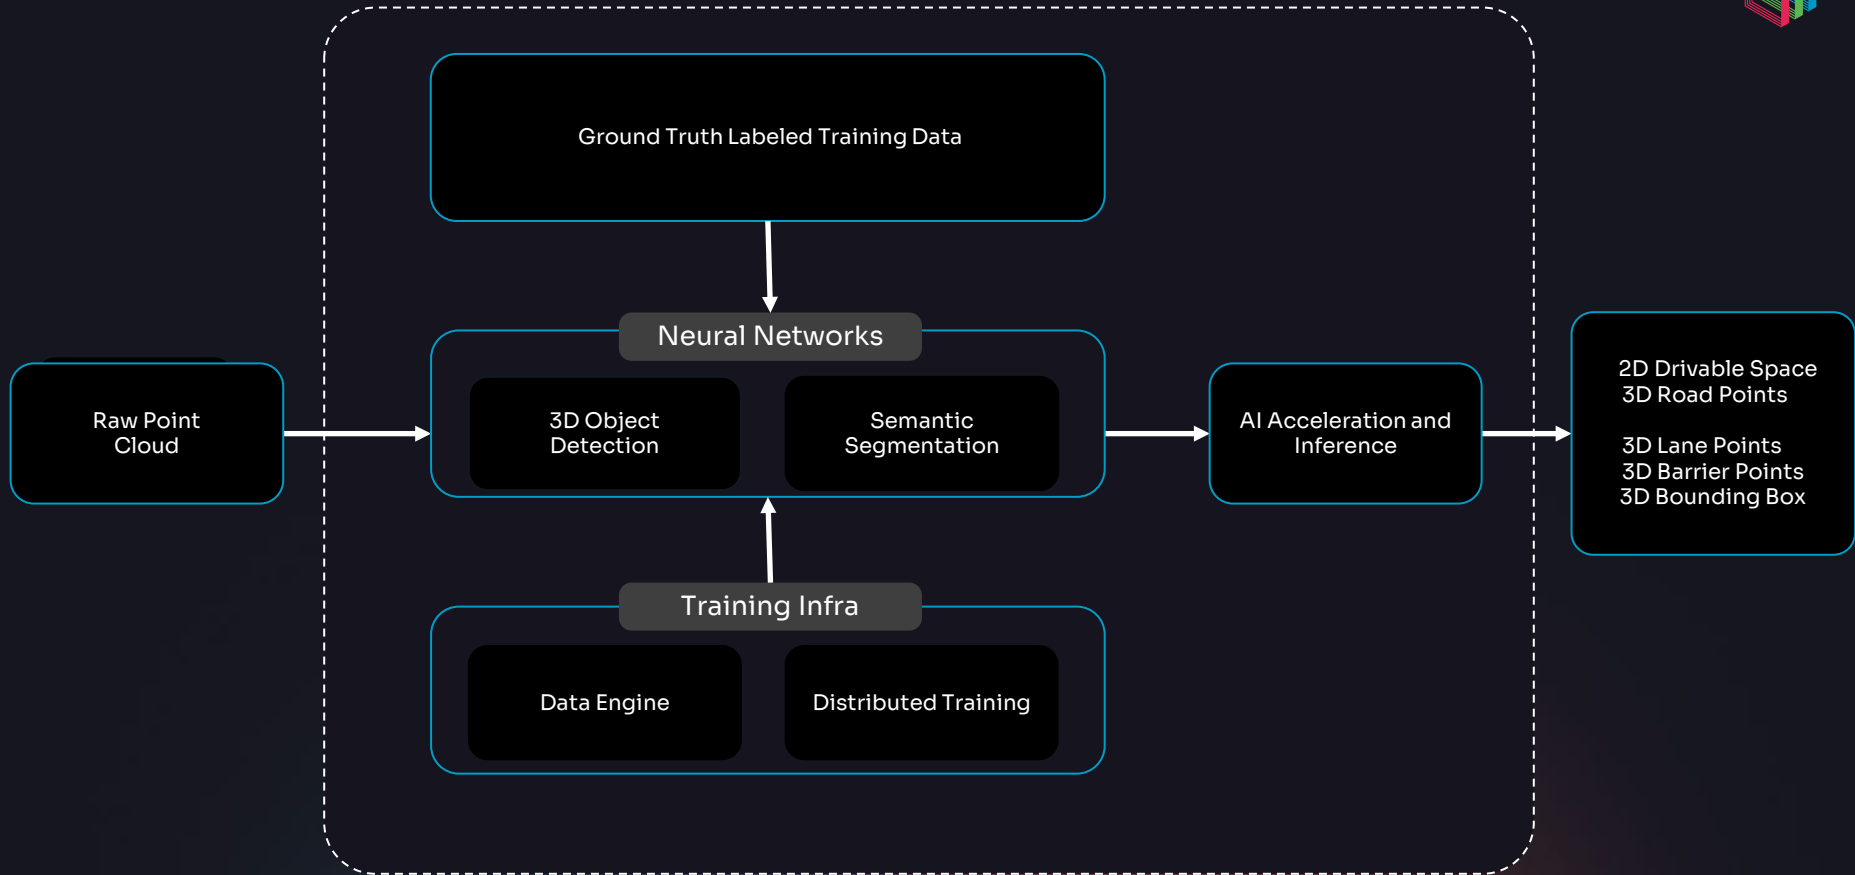 Ground Truth Labeled Training Data
Neural Networks
Raw Point
Cloud
3D Object
Detection
Semantic
Segmentation
AI Acceleration and
Inference
2D Drivable Space
3D Road Points
3D Lane Points
3D Barrier Points
3D Bounding Box
Training Infra
Data Engine
Distributed Training